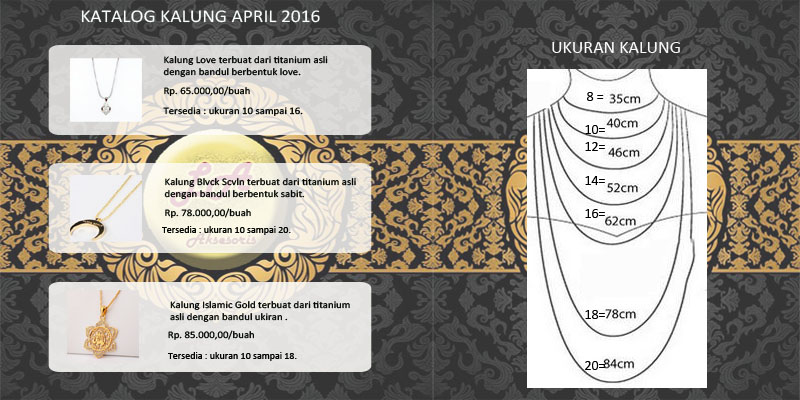 KATALOG KALUNG APRIL 2016
Kalung Love terbuat dari titanium asli
dengan bandul berbentuk love.
Rp. 65.000,00/buah
Tersedia : ukuran 10 sampai 16.
Kalung Blvck Scvln terbuat dari titanium asli
dengan bandul berbentuk sabit.
Rp. 78.000,00/buah
Tersedia : ukuran 10 sampai 20.
Aksesoris
Kalung Islamic Gold terbuat dari titanium
asli dengan bandul ukiran .
Rp. 85.000,00/buah
Tersedia : ukuran 10 sampai 18.
UKURAN KALUNG
8 = 35cm
10= 40cm
12= 46cm
14= 52cm
16= 62cm
18= 78cm
20= 84cm